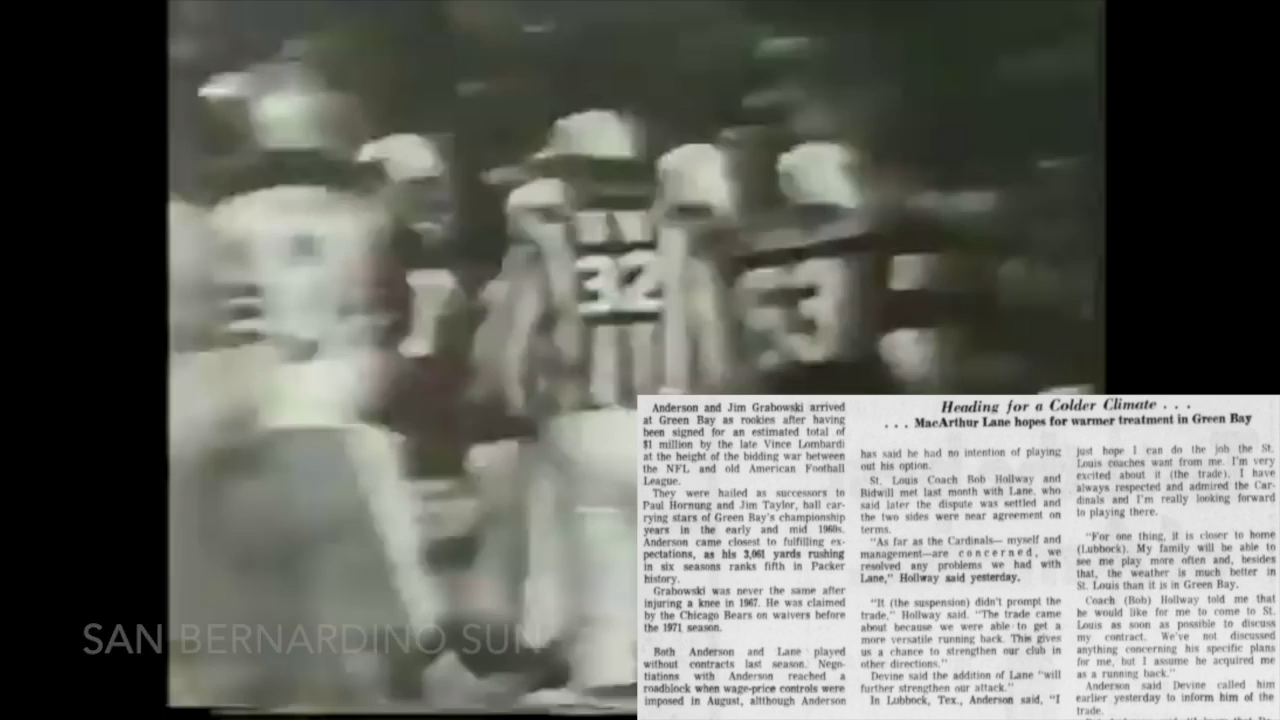 32
3
SAN BERNARDINO SUN
Anderson and Jim Grabowski arrived
at Green Bay as rookies after having
been signed for an estimated total of
$1 million by the late Vince Lombardi
at the height of the bidding war between
the NFL and old American Football
League.
They were hailed as successors to
Paul Hornung and Jim Taylor, ball car-
rying stars of Green Bay's championship
years in the early and mid 1960s.
Anderson came closest to fulfilling ex-
pectations, as his 3,061 yards rushing
in six seasons ranks fifth in Packer
history.
Grabowski was never the same after
injuring a knee in 1967. He was claimed
by the Chicago Bears on waivers before
the 1971 season.
Both Anderson and Lane played
without contracts last season. Nego-
tiations with Anderson reached a
roadblock when wage-price controls were
imposed in August, although Anderson
Heading for a Colder Climate . . .
. . . MacArthur Lane hopes for warmer treatment in Green Bay
has said he had no intention of playing
out his option.
St. Louis Coach Bob Hollway and
Bidwill met last month with Lane, who
said later the dispute was settled and
the two sides were near agreement on
terms.
"As far as the Cardinals— myself and
management—are concerned, we
resolved any problems we had with
Lane," Hollway said yesterday.
"It (the suspension) didn't prompt the
trade," Hollway said. "The trade came
about because we were able to get a
more versatile running back. This gives
us a chance to strengthen our club in
other directions."
Devine said the addition of Lane "will
further strengthen our attack."
In Lubbock, Tex., Anderson said, "I
just hope I can do the job the St.
Louis coaches want from me. I'm very
excited about it (the trade). I have
always respected and admired the Car-
dinals and I'm really looking forward
to playing there.
"For one thing, it is closer to home
(Lubbock). My family will be able to
see me play more often and, besides
that, the weather is much better in
St. Louis than it is in Green Bay.
Coach (Bob) Hollway told me that
he would like for me to come to St.
Louis as soon as possible to discuss
my contract. We've not discussed
anything concerning his specific plans
for me, but I assume he acquired me
as a running back."
Anderson said Devine called him
earlier yesterday to inform him of the
trade.